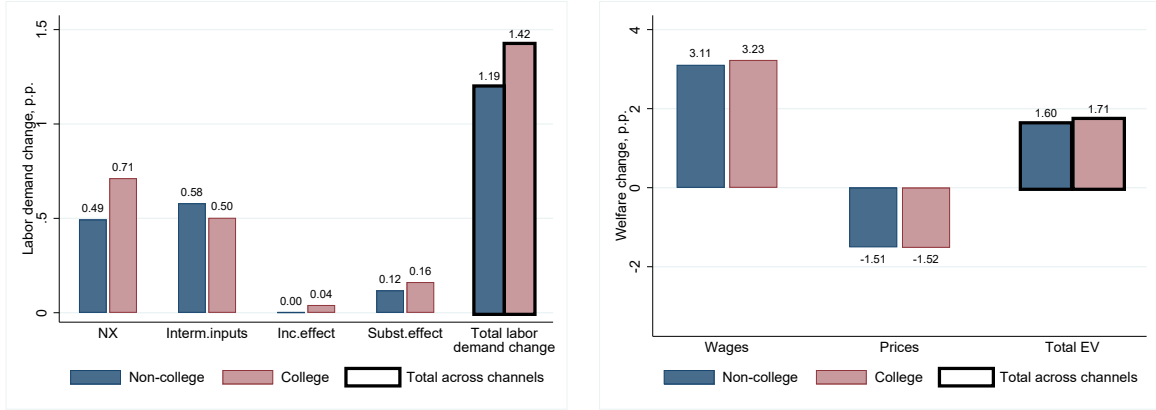 Labor demand change, p.p.
1.5
1
.5
0
0.49
0.71
0.58
0.50
0.00
0.04
0.12
0.16
1.19
1.42
NX
Interm.inputs
Inc.effect
Subst.effect
Total labor
demand change
Non-college
College
Total across channels
Welfare change, p.p.
4
2
0
-2
3.11
3.23
-1.51
-1.52
1.60
1.71
Wages
Prices
Total EV
Non-college
College
Total across channels